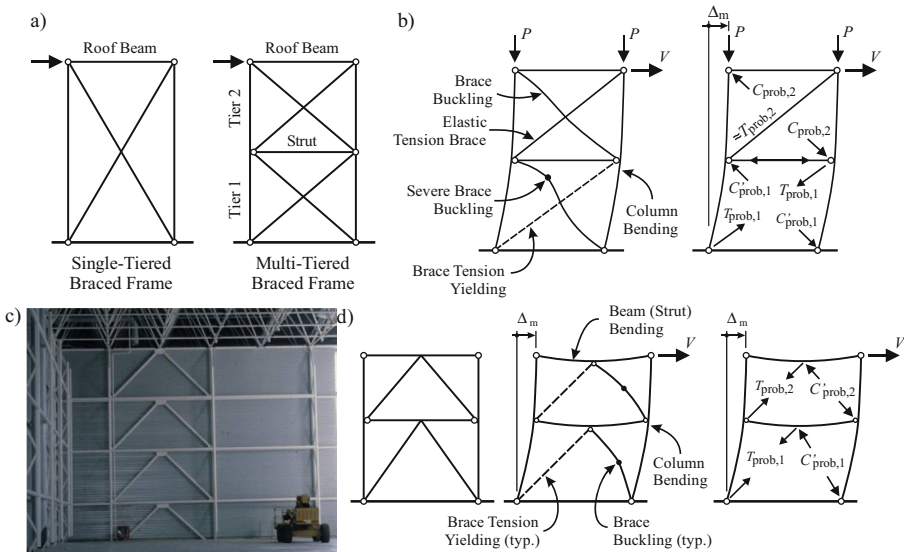 a)
Roof Beam
Tier 2
Tier 1
Single-Tiered
Braced Frame
Roof Beam
Strut
Multi-Tiered
Braced Frame
b)
P
P
V
Brace
Buckling
Elastic
Tension Brace
Severe Brace
Buckling
Column
Bending
Brace Tension
Yielding
Δm
P
P
V
Cprob,2
≈Tprob,2
Cprob,2
C'prob,1
Tprob,1
Tprob,1
C'prob,1
c)
d)
Δm
Beam (Strut)
Bending
V
Column
Bending
Brace Tension
Yielding (typ.)
Brace
Buckling (typ.)
Δm
V
Tprob,2
C'prob,2
Tprob,1
C'prob,1